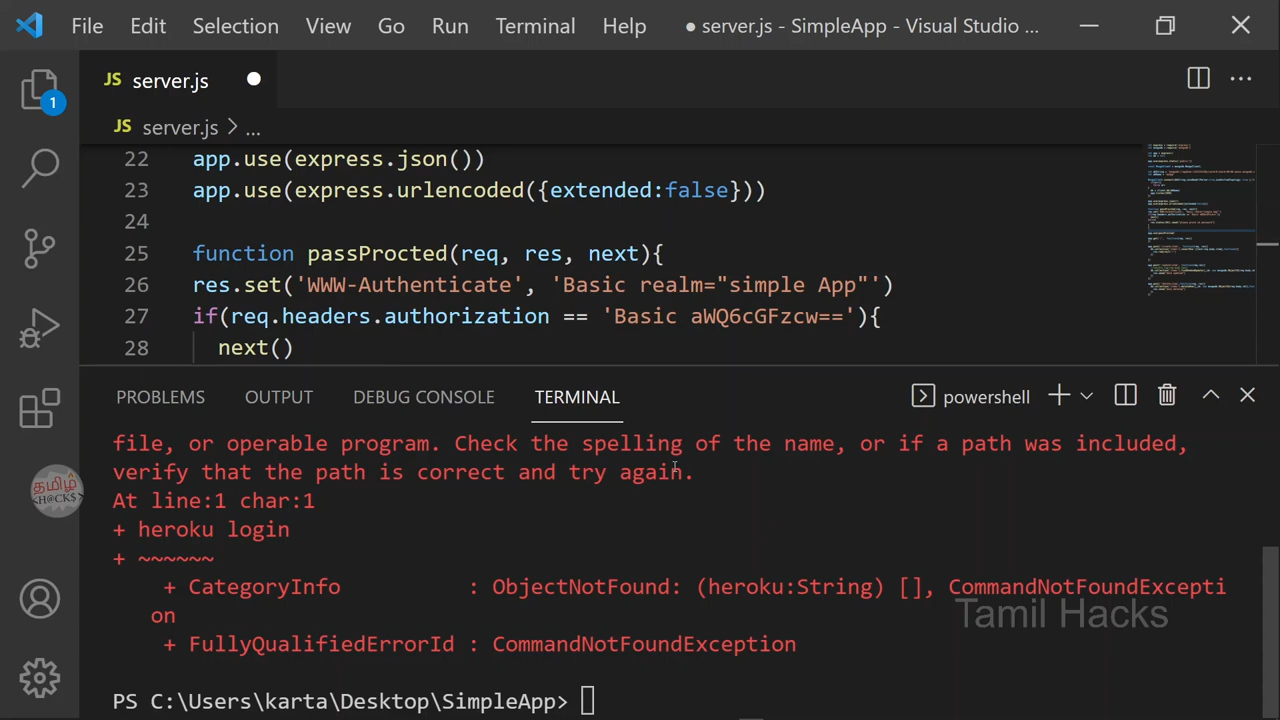 File Edit Selection View Go Run Terminal Help ● server.js - SimpleApp - Visual Studio ...
JS server.js
JS server.js > ...
22 app.use(express.json())
23 app.use(express.urlencoded({extended:false}))
24
25 function passProcted(req, res, next){
26 res.set('WWW-Authenticate', 'Basic realm="simple App"')
27 if(req.headers.authorization == 'Basic aWQ6cGFzcw=='){
28 next()
1
PROBLEMS OUTPUT DEBUG CONSOLE TERMINAL powershell
file, or operable program. Check the spelling of the name, or if a path was included,
verify that the path is correct and try again.
At line:1 char:1
+ heroku login
+ ~~~~~~
+ CategoryInfo : ObjectNotFound: (heroku:String) [], CommandNotFoundExcepti
on
+ FullyQualifiedErrorId : CommandNotFoundException
PS C:\Users\karta\Desktop\SimpleApp>
தமிழ்
<H@CK$>
Tamil Hacks